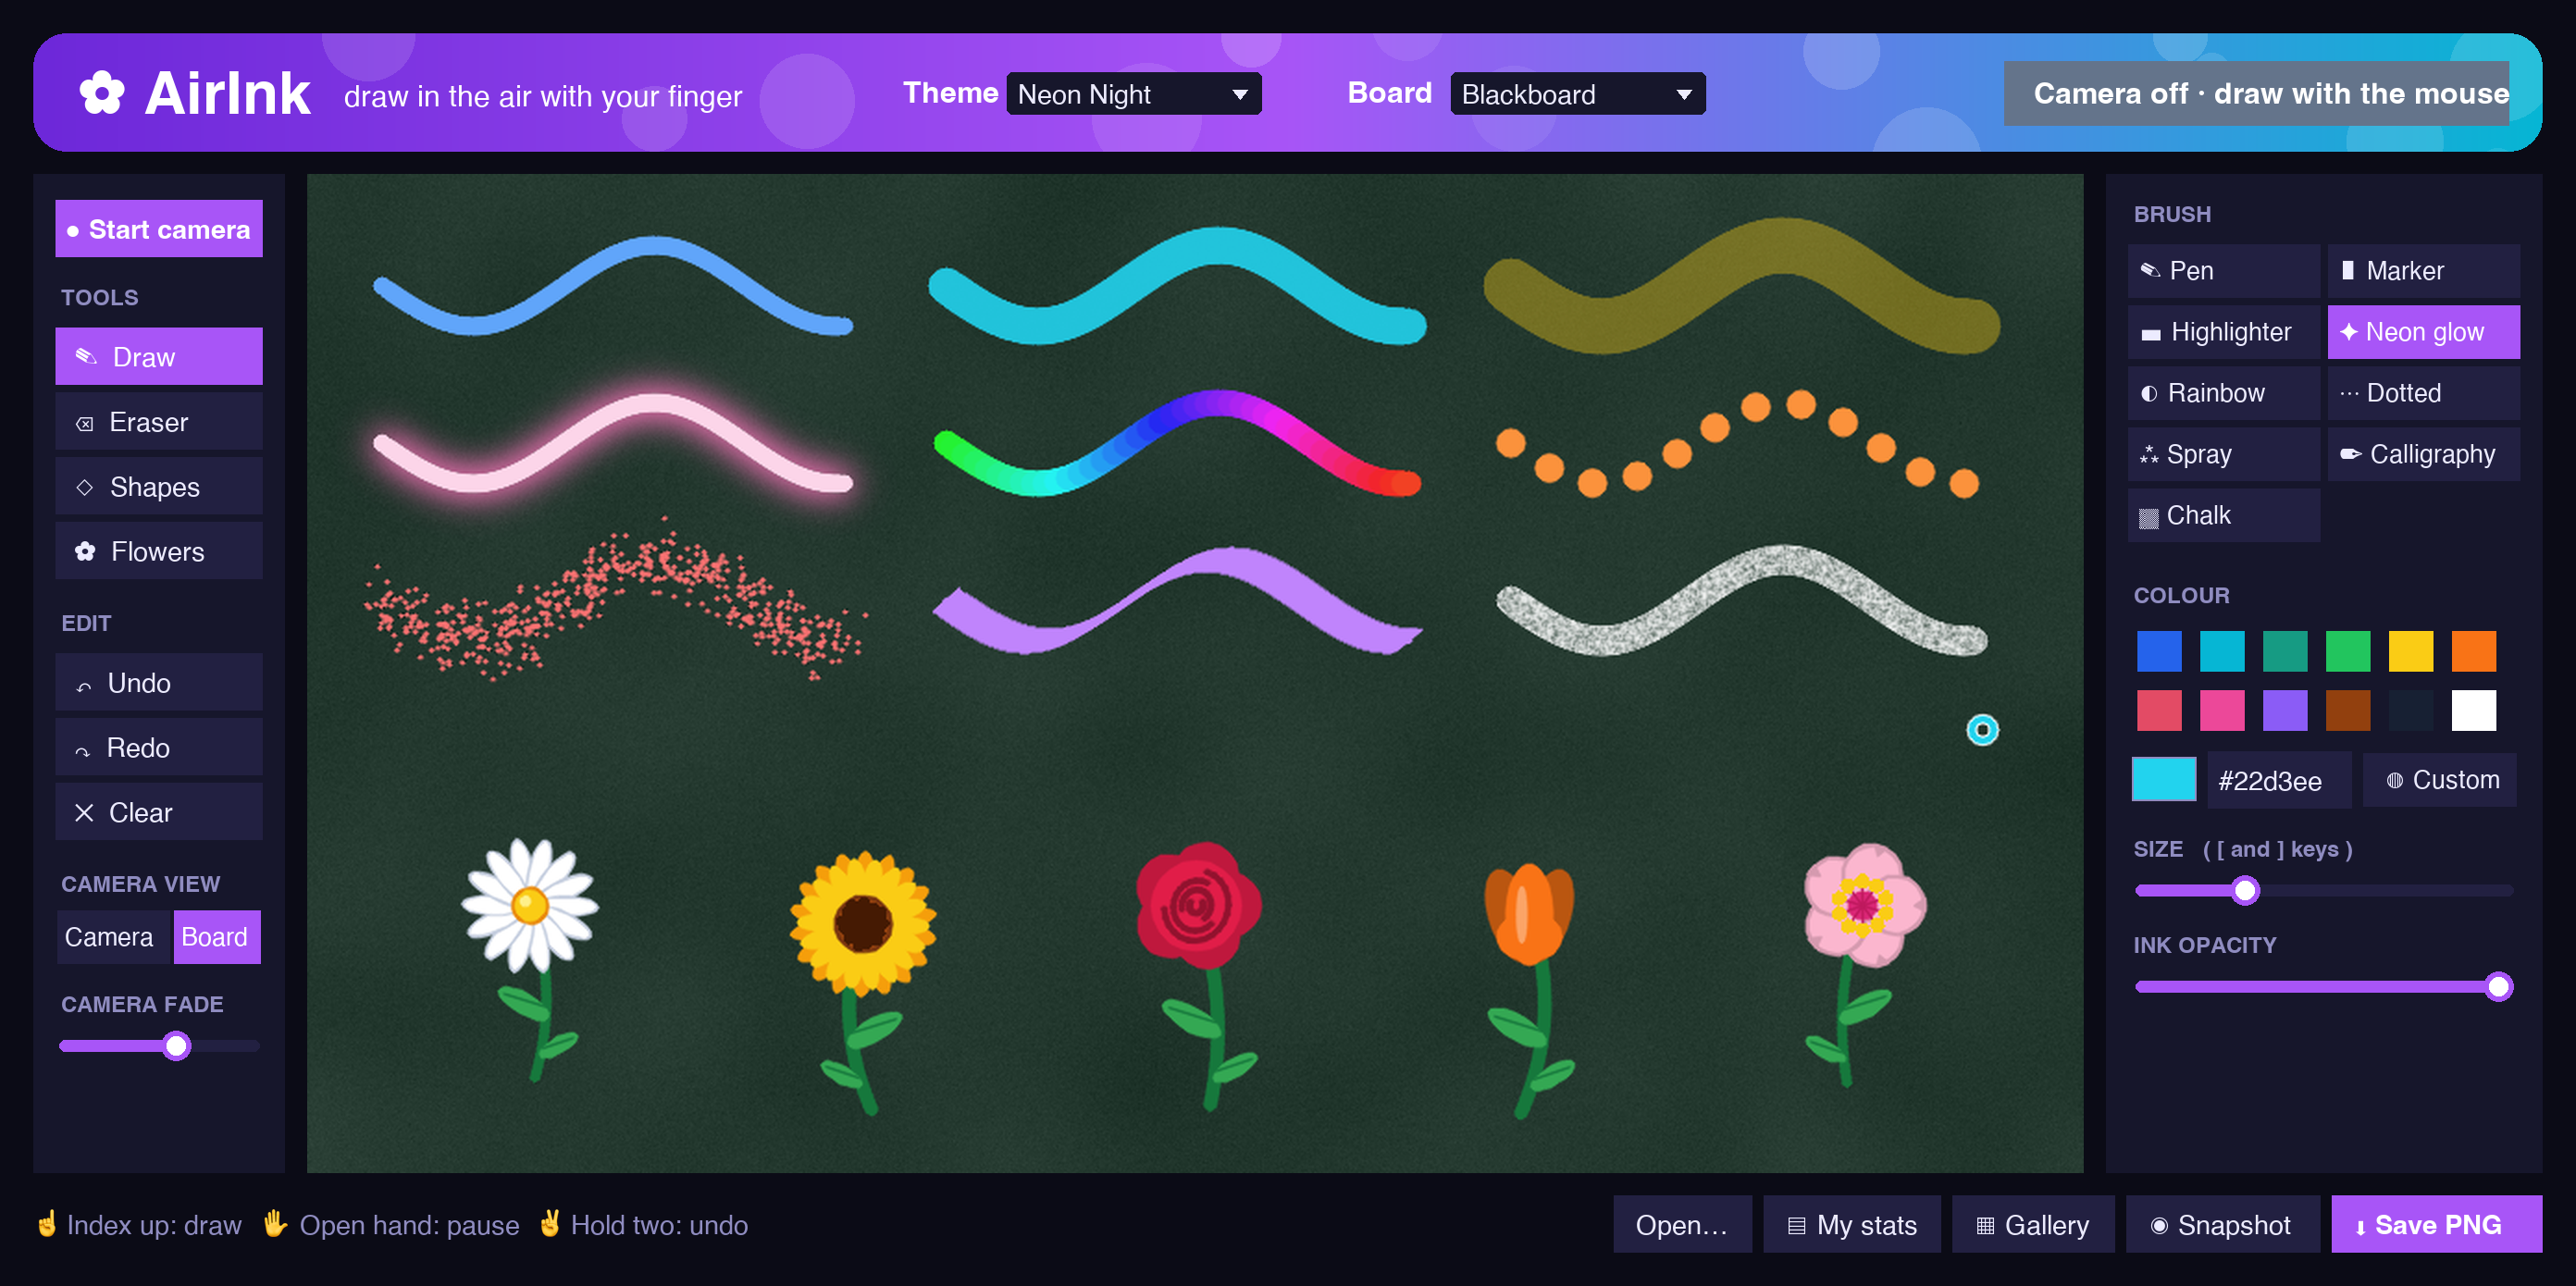 AirInk draw in the air with your finger Theme Neon Night Board Blackboard Camera off · draw with the mouse
Start camera
TOOLS
Draw
Eraser
Shapes
Flowers
EDIT
Undo
Redo
Clear
CAMERA VIEW
Camera Board
CAMERA FADE
BRUSH
Pen Marker
Highlighter Neon glow
Rainbow Dotted
Spray Calligraphy
Chalk
COLOUR
#22d3ee Custom
SIZE ( [ and ] keys )
INK OPACITY
Index up: draw Open hand: pause Hold two: undo
Open... My stats Gallery Snapshot Save PNG